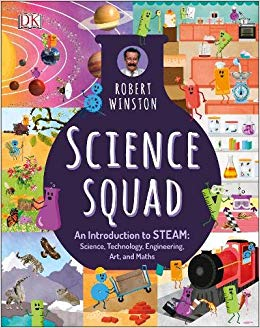 DK
ROBERT
WINSTON
SCIENCE
SQUAD
An Introduction to STEAM:
Science, Technology, Engineering,
Art, and Maths